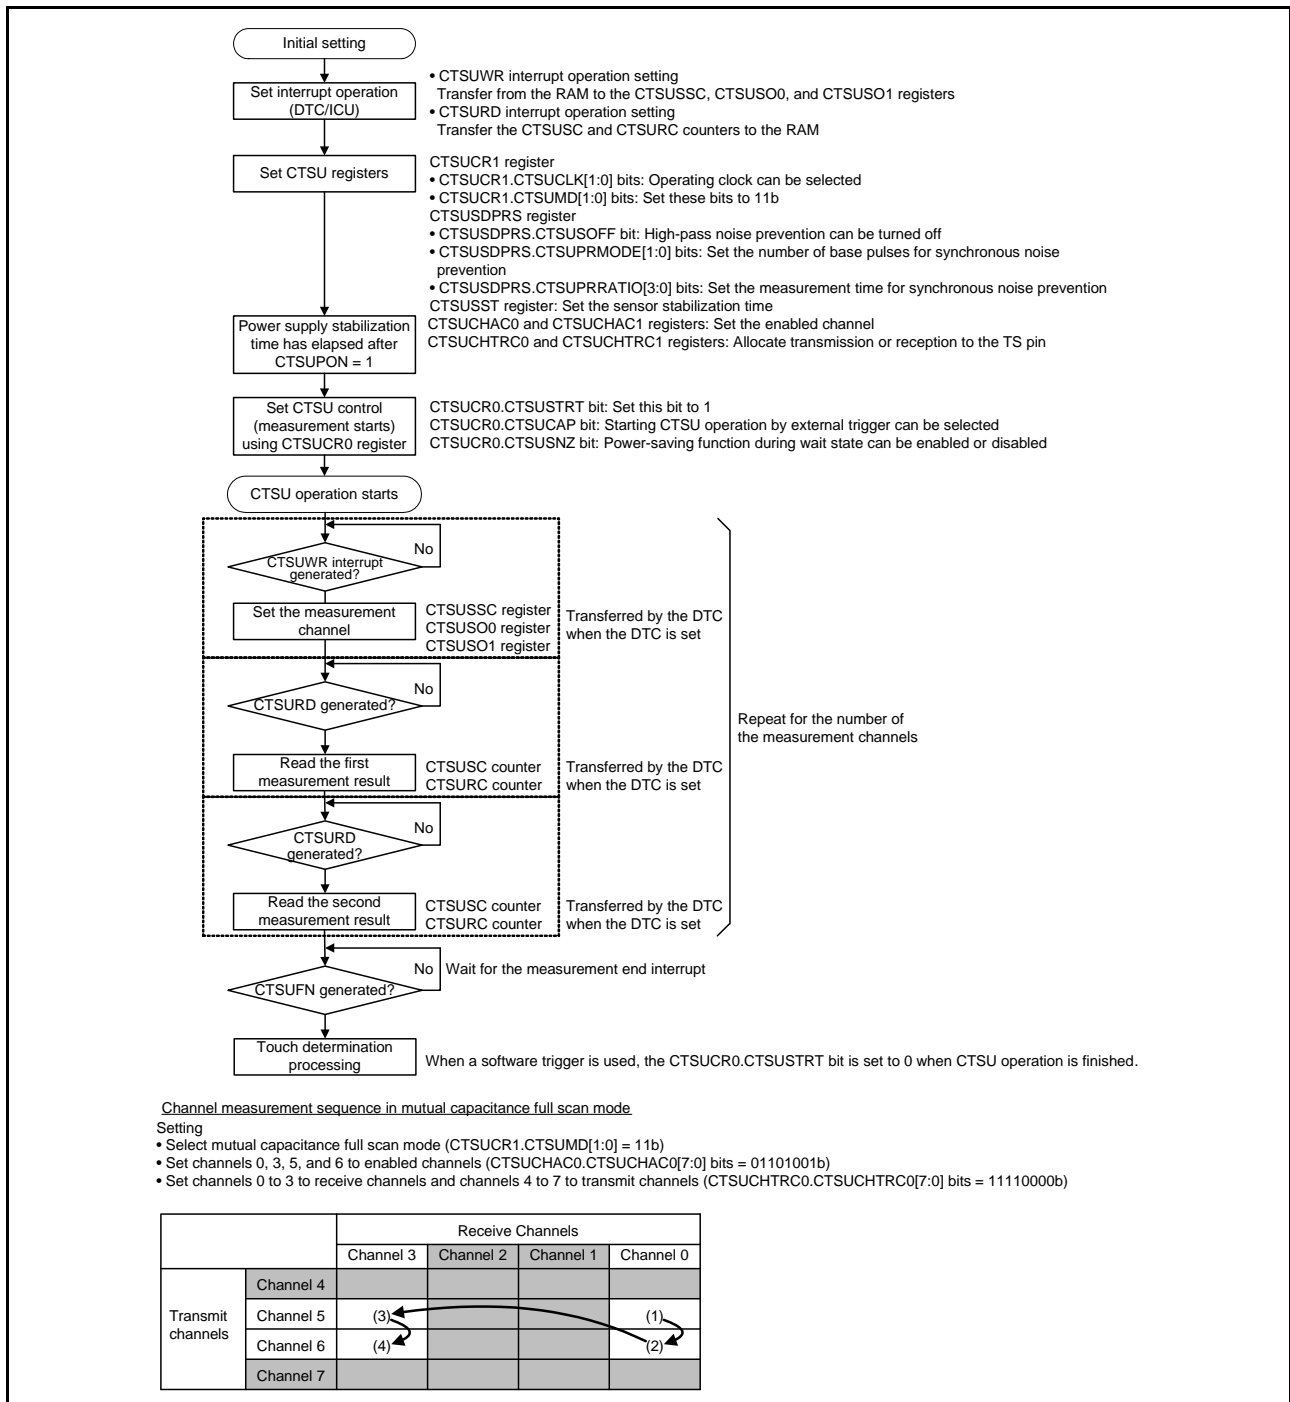 Initial setting
Set interrupt operation
(DTC/ICU)
• CTSUWR interrupt operation setting
Transfer from the RAM to the CTSUSSC, CTSUSO0, and CTSUSO1 registers
• CTSURD interrupt operation setting
Transfer the CTSUSC and CTSURC counters to the RAM
Set CTSU registers
CTSUCR1 register
• CTSUCR1.CTSUCLK[1:0] bits: Operating clock can be selected
• CTSUCR1.CTSUMD[1:0] bits: Set these bits to 11b
CTSUSDPRS register
• CTSUSDPRS.CTSUSOFF bit: High-pass noise prevention can be turned off
• CTSUSDPRS.CTSUPRMODE[1:0] bits: Set the number of base pulses for synchronous noise
prevention
• CTSUSDPRS.CTSUPRRATIO[3:0] bits: Set the measurement time for synchronous noise prevention
CTSUSST register: Set the sensor stabilization time
CTSUCHAC0 and CTSUCHAC1 registers: Set the enabled channel
CTSUCHTRC0 and CTSUCHTRC1 registers: Allocate transmission or reception to the TS pin
Power supply stabilization
time has elapsed after
CTSUPON = 1
Set CTSU control
(measurement starts)
using CTSUCR0 register
CTSUCR0.CTSUSTRT bit: Set this bit to 1
CTSUCR0.CTSUCAP bit: Starting CTSU operation by external trigger can be selected
CTSUCR0.CTSUSNZ bit: Power-saving function during wait state can be enabled or disabled
CTSU operation starts
No
CTSUWR interrupt
generated?
Set the measurement
channel
CTSUSSC register
CTSUSO0 register
CTSUSO1 register
Transferred by the DTC
when the DTC is set
No
CTSURD generated?
Repeat for the number of
the measurement channels
Read the first
measurement result
CTSUSC counter
CTSURC counter
Transferred by the DTC
when the DTC is set
No
CTSURD
generated?
Read the second
measurement result
CTSUSC counter
CTSURC counter
Transferred by the DTC
when the DTC is set
No
Wait for the measurement end interrupt
CTSUFN generated?
Touch determination
processing
When a software trigger is used, the CTSUCR0.CTSUSTRT bit is set to 0 when CTSU operation is finished.
Channel measurement sequence in mutual capacitance full scan mode
Setting
• Select mutual capacitance full scan mode (CTSUCR1.CTSUMD[1:0] = 11b)
• Set channels 0, 3, 5, and 6 to enabled channels (CTSUCHAC0.CTSUCHAC0[7:0] bits = 01101001b)
• Set channels 0 to 3 to receive channels and channels 4 to 7 to transmit channels (CTSUCHTRC0.CTSUCHTRC0[7:0] bits = 11110000b)
Receive Channels
Channel 3 Channel 2 Channel 1 Channel 0
Transmit
channels
Channel 4
Channel 5 (3) (1)
Channel 6 (4) (2)
Channel 7